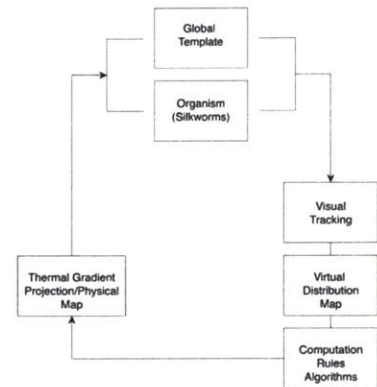 Global
Template
Organism
(Silkworms)
Visual
Tracking
Thermal Gradient
Projection/Physical
Map
Virtual
Distribution
Map
Computation
Rules
Algorithms